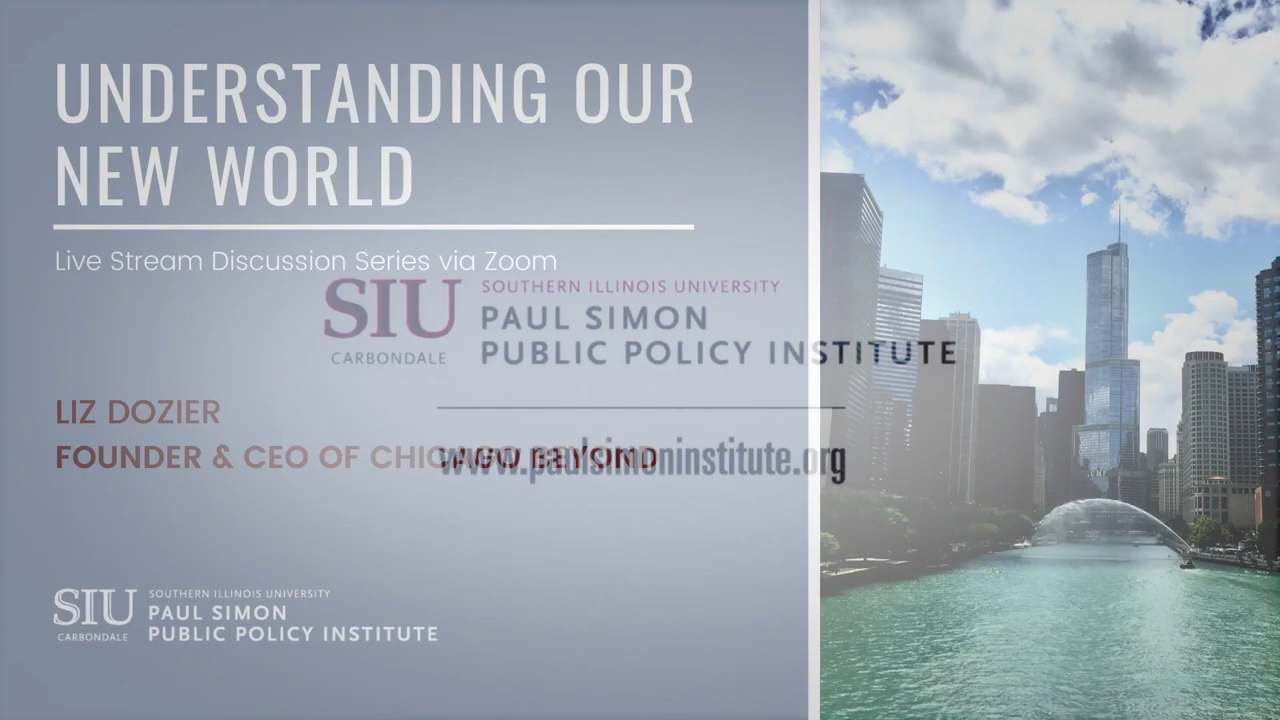 UNDERSTANDING OUR
NEW WORLD
Live Stream Discussion Series via Zoom
SIU
CARBONDALE
SOUTHERN ILLINOIS UNIVERSITY
PAUL SIMON
PUBLIC POLICY INSTITUTE
LIZ DOZIER
FOUNDER & CEO OF CHICAGO BEYOND
www.paulsimoninstitute.org
SIU
CARBONDALE
SOUTHERN ILLINOIS UNIVERSITY
PAUL SIMON
PUBLIC POLICY INSTITUTE